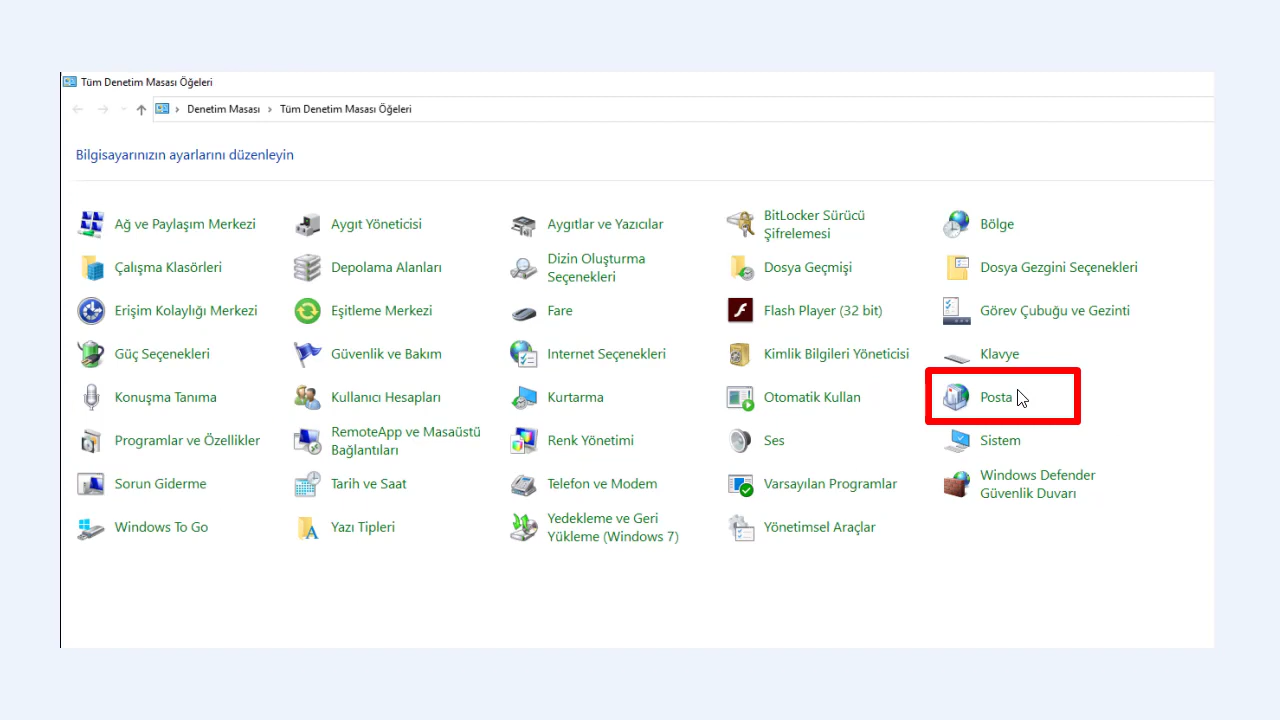 Tüm Denetim Masası Öğeleri
Denetim Masası > Tüm Denetim Masası Öğeleri
Bilgisayarınızın ayarlarını düzenleyin
Ağ ve Paylaşım Merkezi
Aygıt Yöneticisi
Aygıtlar ve Yazıcılar
BitLocker Sürücü
Şifrelemesi
Bölge
Çalışma Klasörleri
Depolama Alanları
Dizin Oluşturma
Seçenekleri
Dosya Geçmişi
Dosya Gezgini Seçenekleri
Erişim Kolaylığı Merkezi
Eşitleme Merkezi
Fare
Flash Player (32 bit)
Görev Çubuğu ve Gezinti
Güç Seçenekleri
Güvenlik ve Bakım
Internet Seçenekleri
Kimlik Bilgileri Yöneticisi
Klavye
Konuşma Tanıma
Kullanıcı Hesapları
Kurtarma
Otomatik Kullan
Posta
Programlar ve Özellikler
RemoteApp ve Masaüstü
Bağlantıları
Renk Yönetimi
Ses
Sistem
Sorun Giderme
Tarih ve Saat
Telefon ve Modem
Varsayılan Programlar
Windows Defender
Güvenlik Duvarı
Windows To Go
Yazı Tipleri
Yedekleme ve Geri
Yükleme (Windows 7)
Yönetimsel Araçlar